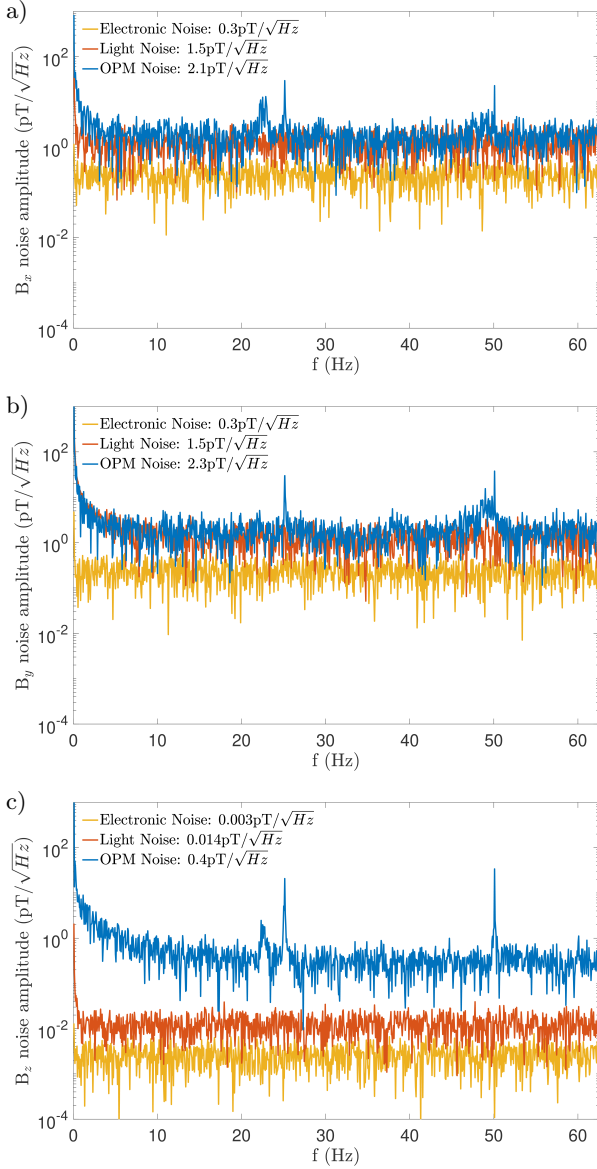 a)
Electronic Noise: 0.3pT/√Hz
Light Noise: 1.5pT/√Hz
OPM Noise: 2.1pT/√Hz
B_x noise amplitude (pT/√Hz)
10^2
10^0
10^-2
10^-4
0 10 20 30 40 50 60
f (Hz)
b)
Electronic Noise: 0.3pT/√Hz
Light Noise: 1.5pT/√Hz
OPM Noise: 2.3pT/√Hz
B_y noise amplitude (pT/√Hz)
10^2
10^0
10^-2
10^-4
0 10 20 30 40 50 60
f (Hz)
c)
Electronic Noise: 0.003pT/√Hz
Light Noise: 0.014pT/√Hz
OPM Noise: 0.4pT/√Hz
B_z noise amplitude (pT/√Hz)
10^2
10^0
10^-2
10^-4
0 10 20 30 40 50 60
f (Hz)